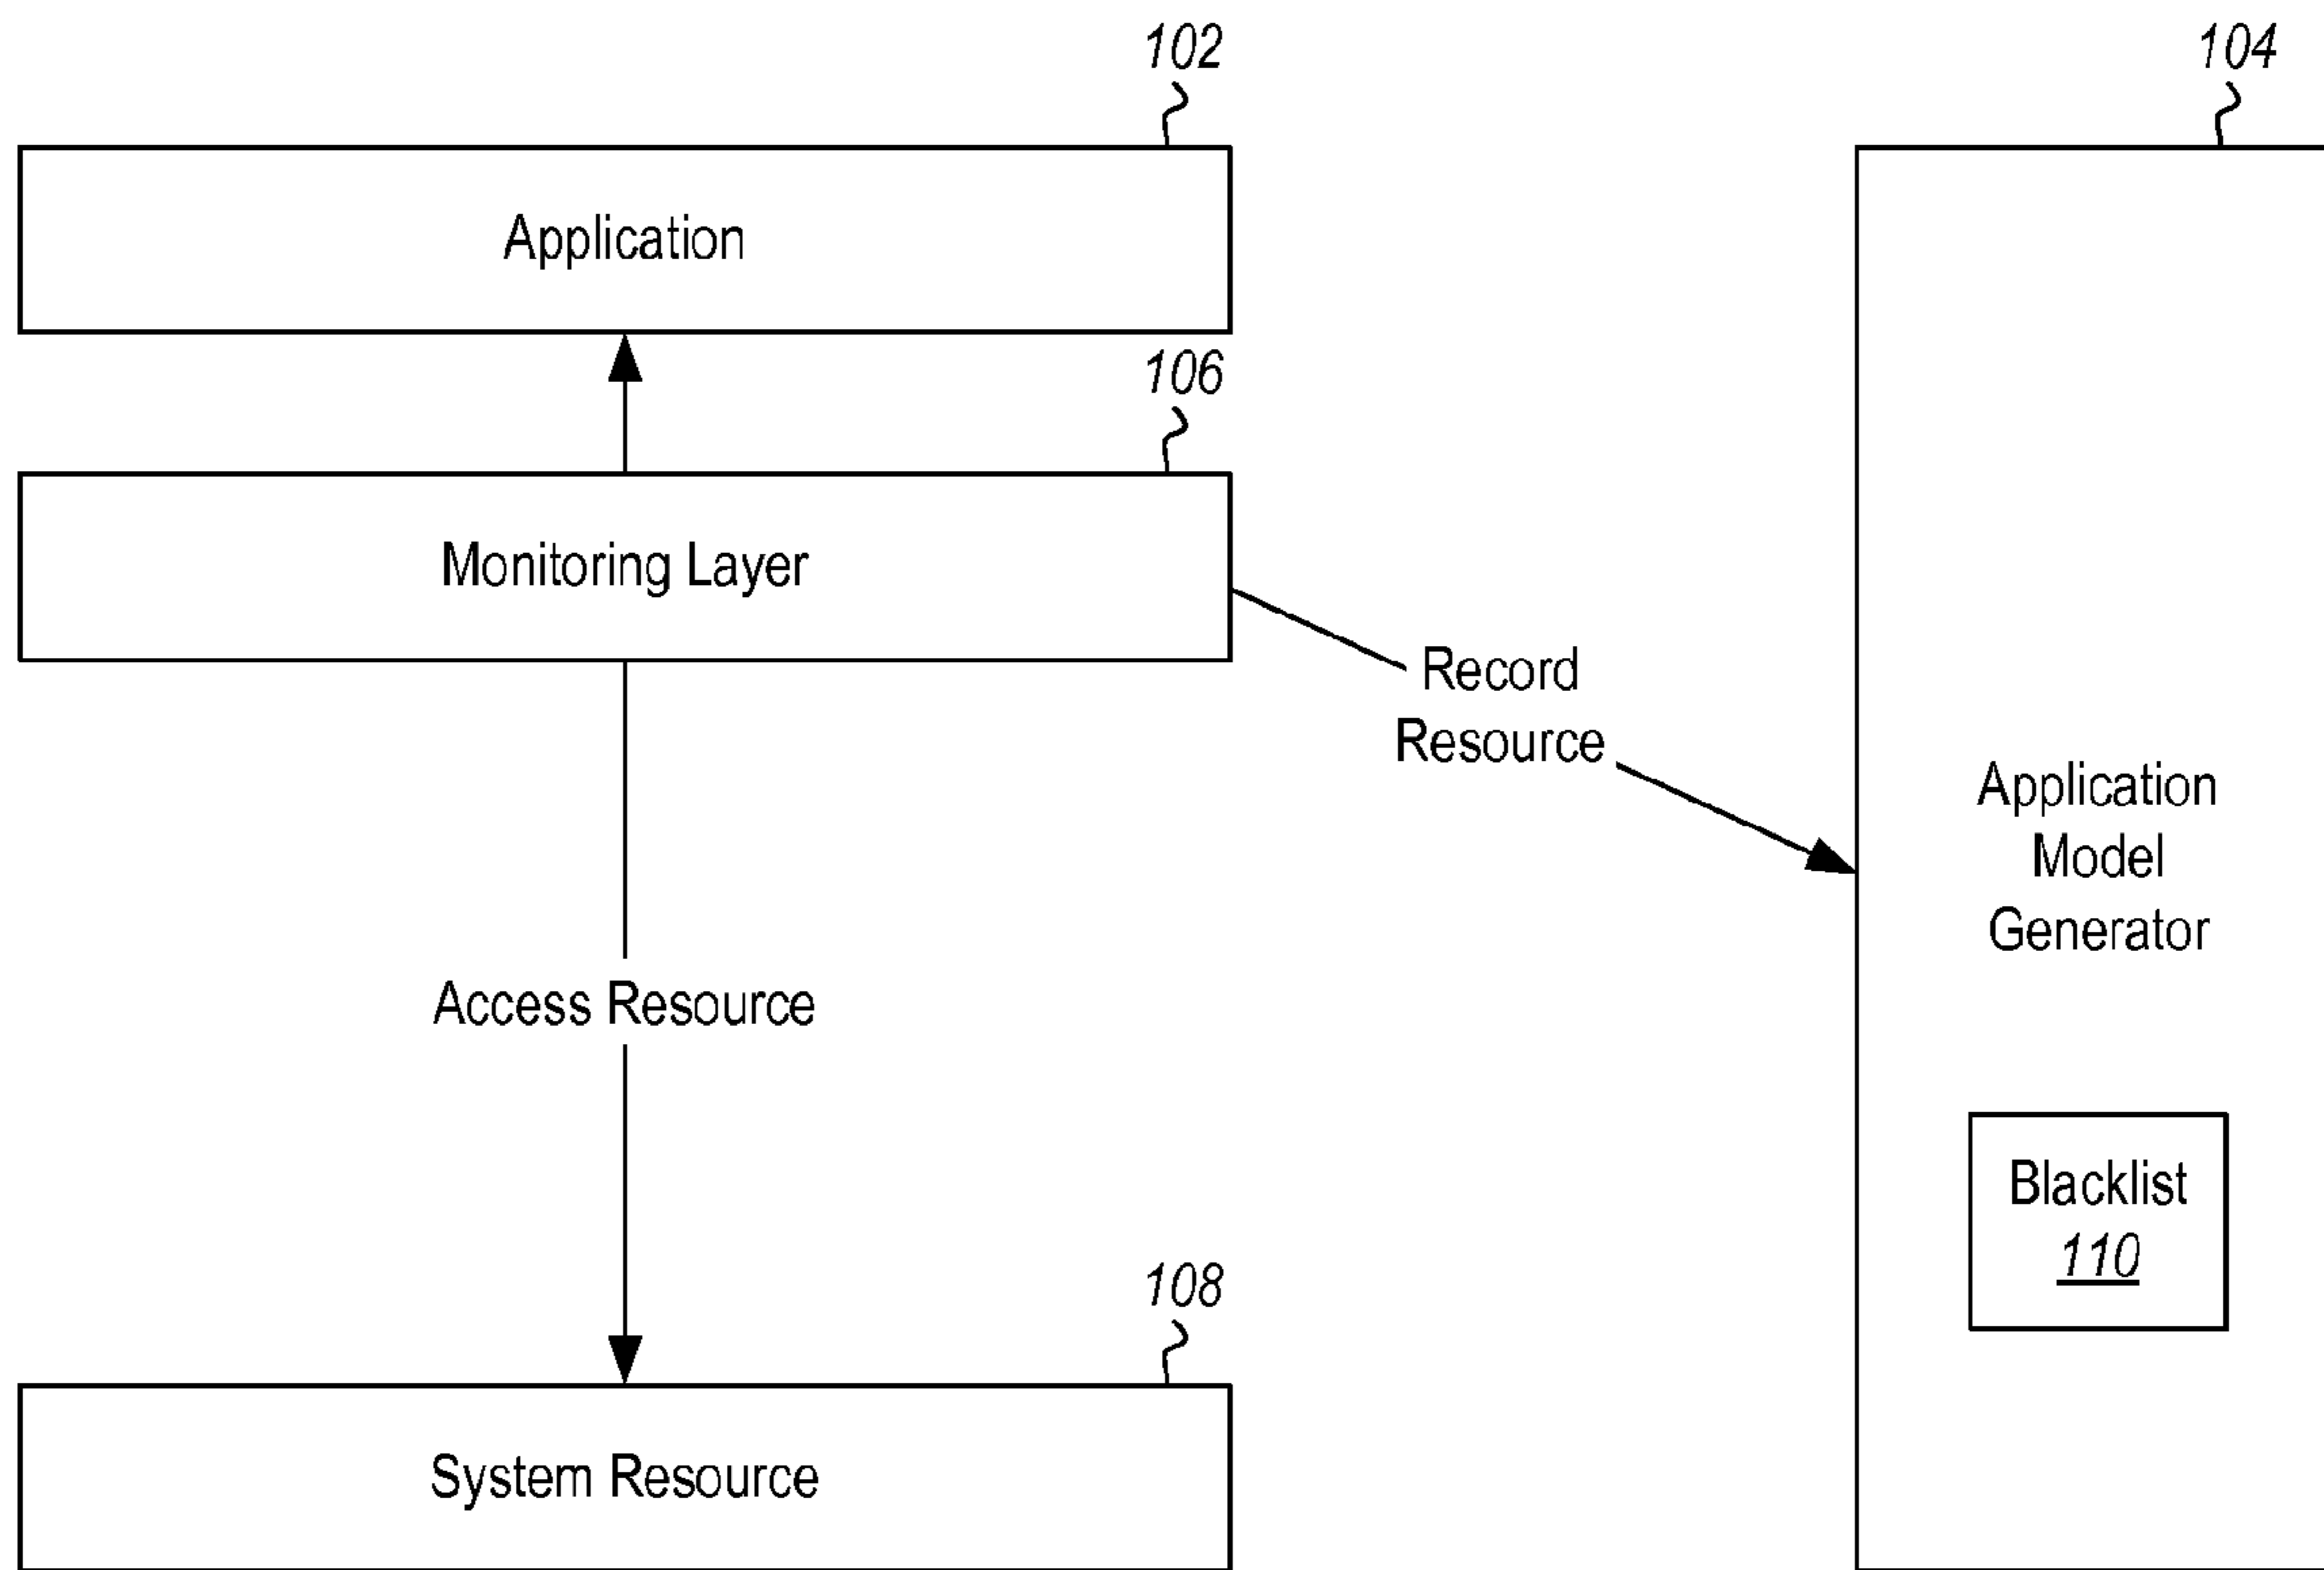 102
104
Application
106
Monitoring Layer
Record
Resource
Application
Model
Generator
Access Resource
Blacklist
110
108
System Resource